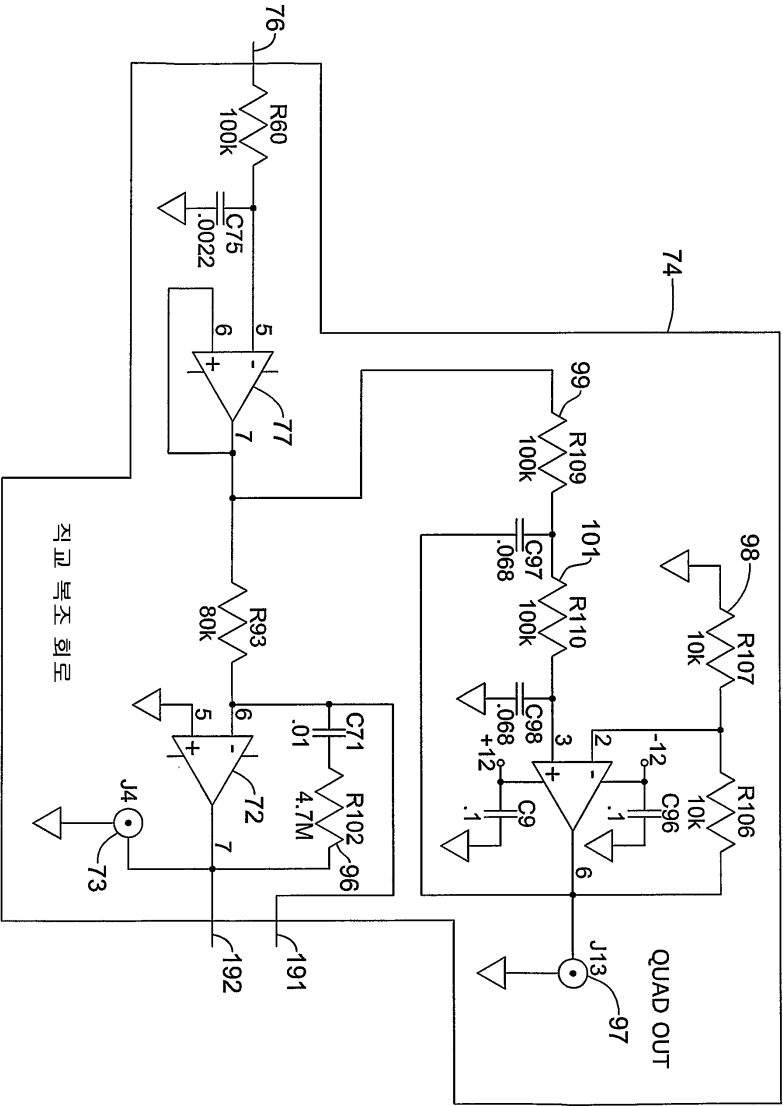 74
98
R107
10k
R106
10k
QUAD OUT
-12
C96
.1
99
R109
100k
101
R110
100k
2
-
3
+
6
J13
97
C97
.068
C98
.068
+12
C9
.1
76
R60
100k
C75
.0022
5
-
6
+
77
7
R93
80k
C71
.01
R102
4.7M
96
191
6
-
5
+
72
7
192
J4
73
직교 복조 회로